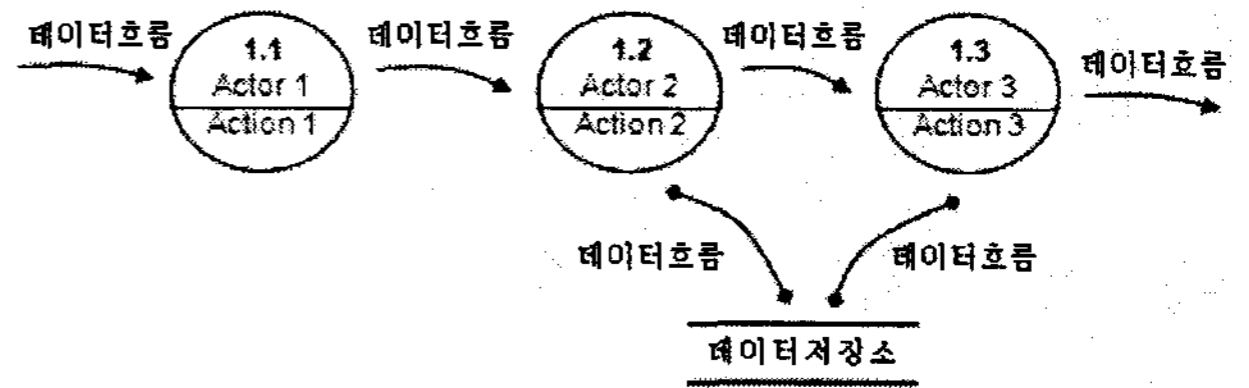 데이터흐름
1.1
Actor 1
Action 1
데이터흐름
1.2
Actor 2
Action 2
데이터흐름
1.3
Actor 3
Action 3
데이터흐름
데이터흐름
데이터흐름
데이터저장소